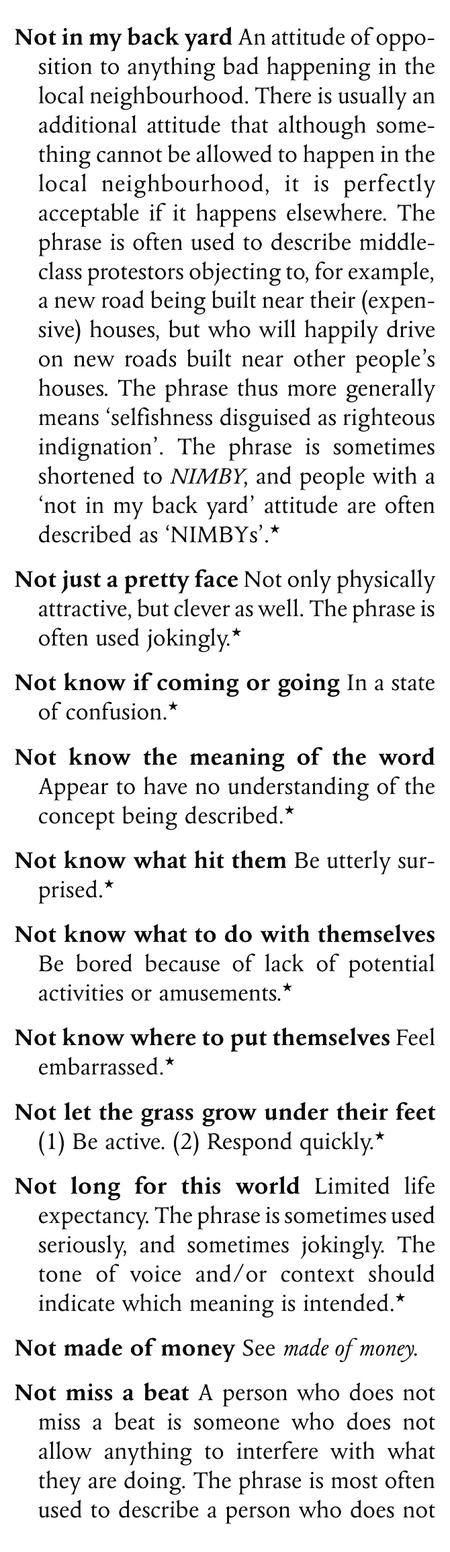 Not in my back yard An attitude of oppo-
sition to anything bad happening in the
local neighbourhood. There is usually an
additional attitude that although some-
thing cannot be allowed to happen in the
local neighbourhood, it is perfectly
acceptable if it happens elsewhere. The
phrase is often used to describe middle-
class protestors objecting to, for example,
a new road being built near their (expen-
sive) houses, but who will happily drive
on new roads built near other people’s
houses. The phrase thus more generally
means ‘selfishness disguised as righteous
indignation’. The phrase is sometimes
shortened to NIMBY, and people with a
‘not in my back yard’ attitude are often
described as ‘NIMBYs’.★
Not just a pretty face Not only physically
attractive, but clever as well. The phrase is
often used jokingly.★
Not know if coming or going In a state
of confusion.★
Not know the meaning of the word
Appear to have no understanding of the
concept being described.★
Not know what hit them Be utterly sur-
prised.★
Not know what to do with themselves
Be bored because of lack of potential
activities or amusements.★
Not know where to put themselves Feel
embarrassed.★
Not let the grass grow under their feet
(1) Be active. (2) Respond quickly.★
Not long for this world Limited life
expectancy. The phrase is sometimes used
seriously, and sometimes jokingly. The
tone of voice and/or context should
indicate which meaning is intended.★
Not made of money See made of money.
Not miss a beat A person who does not
miss a beat is someone who does not
allow anything to interfere with what
they are doing. The phrase is most often
used to describe a person who does not